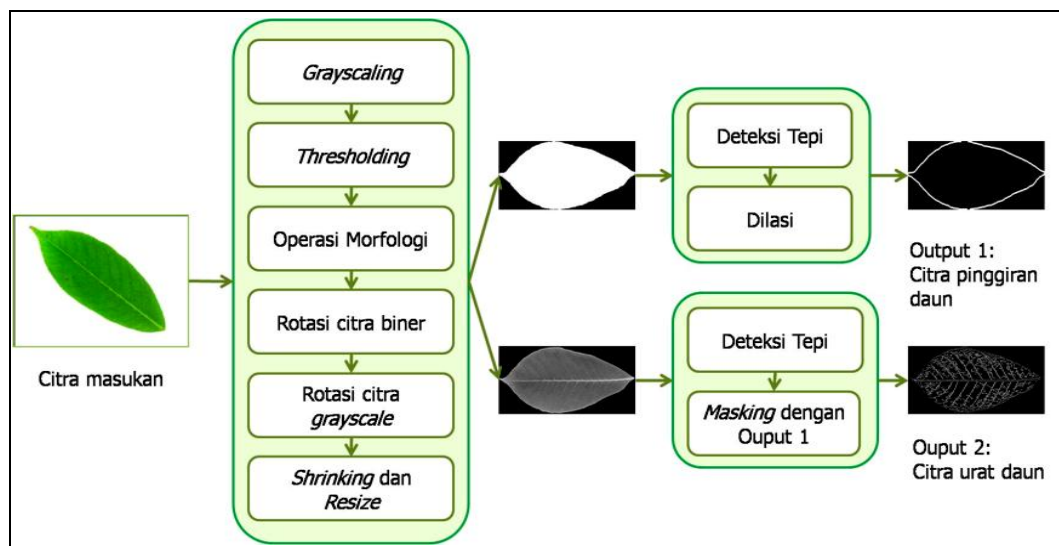 Citra masukan
Grayscaling
Thresholding
Operasi Morfologi
Rotasi citra biner
Rotasi citra
grayscale
Shrinking dan
Resize
Deteksi Tepi
Dilasi
Output 1:
Citra pinggiran
daun
Deteksi Tepi
Masking dengan
Ouput 1
Ouput 2:
Citra urat daun